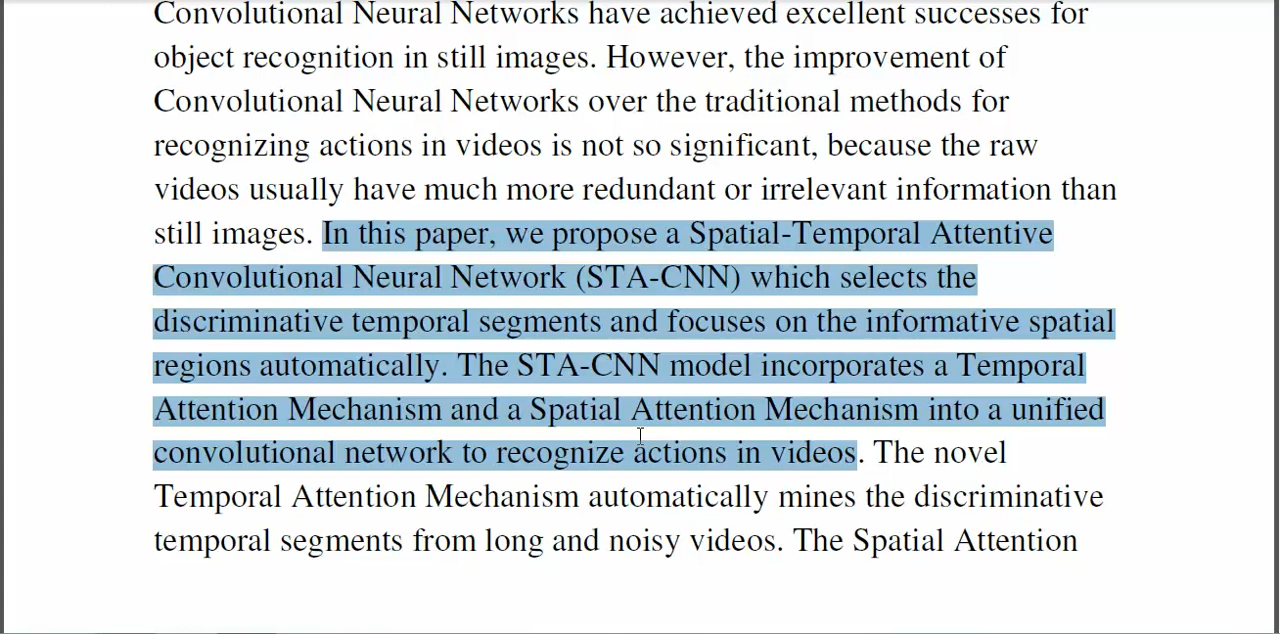 Convolutional Neural Networks have achieved excellent successes for
object recognition in still images. However, the improvement of
Convolutional Neural Networks over the traditional methods for
recognizing actions in videos is not so significant, because the raw
videos usually have much more redundant or irrelevant information than
still images. In this paper, we propose a Spatial-Temporal Attentive
Convolutional Neural Network (STA-CNN) which selects the
discriminative temporal segments and focuses on the informative spatial
regions automatically. The STA-CNN model incorporates a Temporal
Attention Mechanism and a Spatial Attention Mechanism into a unified
convolutional network to recognize actions in videos. The novel
Temporal Attention Mechanism automatically mines the discriminative
temporal segments from long and noisy videos. The Spatial Attention